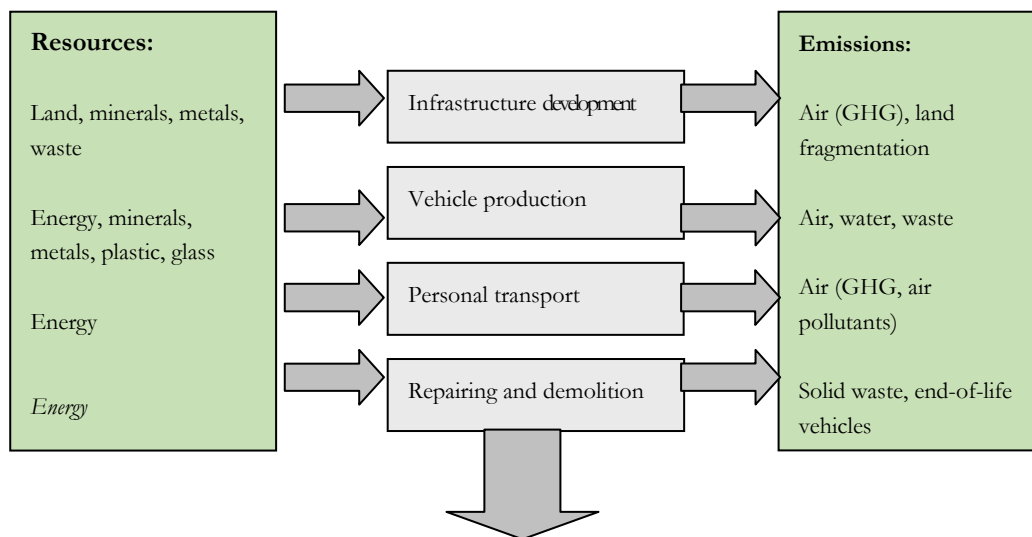 Resources:
Land, minerals, metals,
waste
Energy, minerals,
metals, plastic, glass
Energy
Energy
Infrastructure development
Vehicle production
Personal transport
Repairing and demolition
Emissions:
Air (GHG), land
fragmentation
Air, water, waste
Air (GHG, air
pollutants)
Solid waste, end-of-life
vehicles